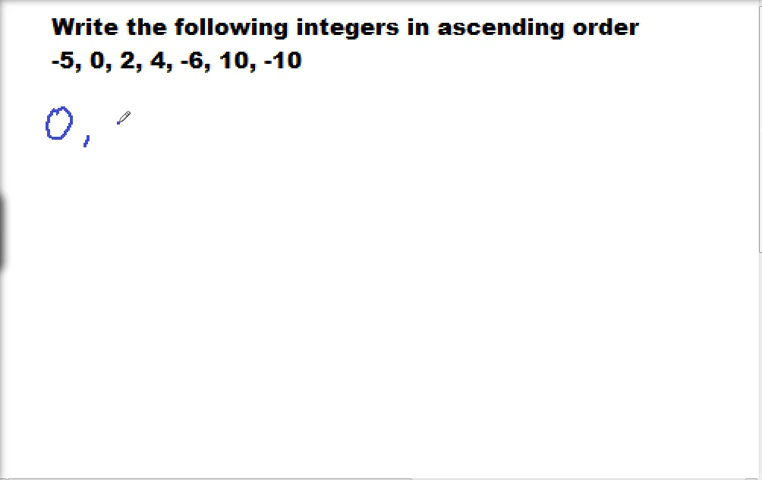 Write the following integers in ascending order
-5, 0, 2, 4, -6, 10, -10
0,